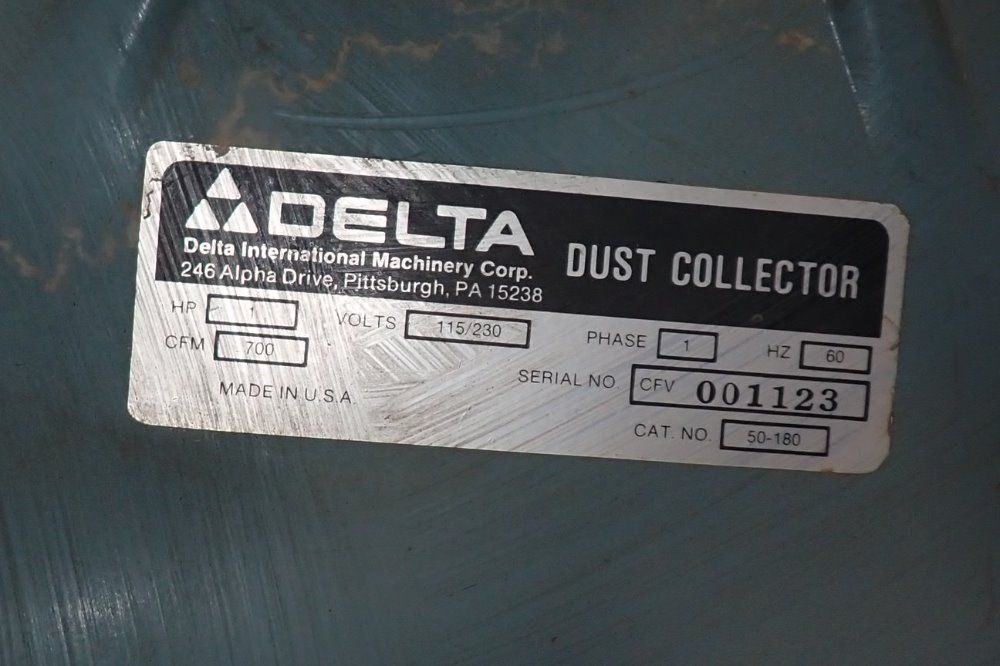 DELTA
Delta International Machinery Corp.
246 Alpha Drive, Pittsburgh, PA 15238
DUST COLLECTOR
HP 1 VOLTS 115/230 PHASE 1 HZ 60
CFM 700
MADE IN U.S.A. SERIAL NO. CFV 001123
CAT. NO. 50-180